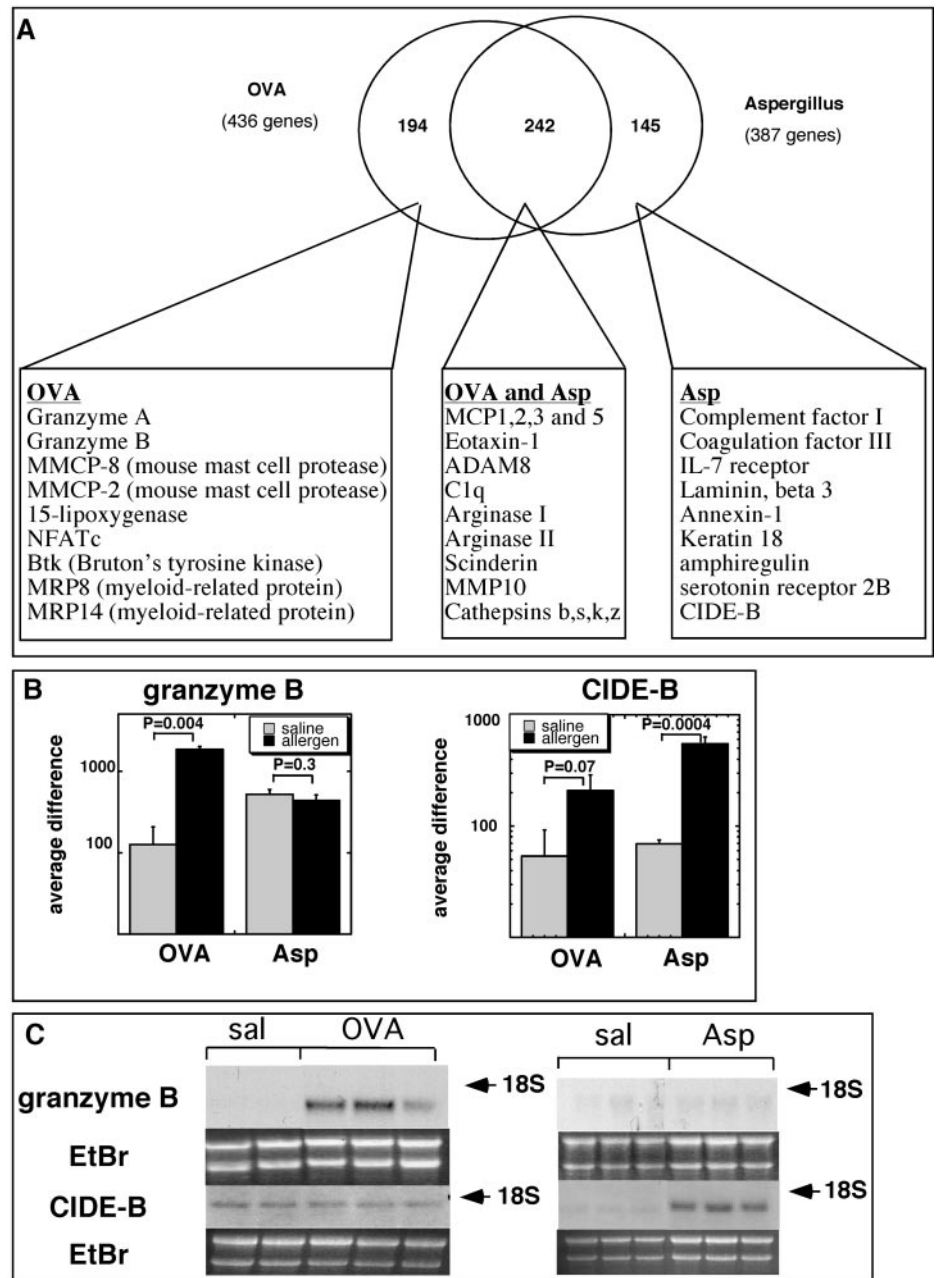 A
OVA
(436 genes)
194
242
145
Aspergillus
(387 genes)
OVA
Granzyme A
Granzyme B
MMCP-8 (mouse mast cell protease)
MMCP-2 (mouse mast cell protease)
15-lipoxygenase
NFATc
Btk (Bruton's tyrosine kinase)
MRP8 (myeloid-related protein)
MRP14 (myeloid-related protein)
OVA and Asp
MCP1,2,3 and 5
Eotaxin-1
ADAM8
C1q
Arginase I
Arginase II
Scinderin
MMP10
Cathepsins b,s,k,z
Asp
Complement factor I
Coagulation factor III
IL-7 receptor
Laminin, beta 3
Annexin-1
Keratin 18
amphiregulin
serotonin receptor 2B
CIDE-B
B
granzyme B
average difference
1000
100
P=0.004
saline
allergen
P=0.3
OVA
Asp
CIDE-B
average difference
1000
100
saline
allergen
P=0.07
P=0.0004
OVA
Asp
C
sal
OVA
sal
Asp
granzyme B
18S
18S
EtBr
CIDE-B
18S
18S
EtBr